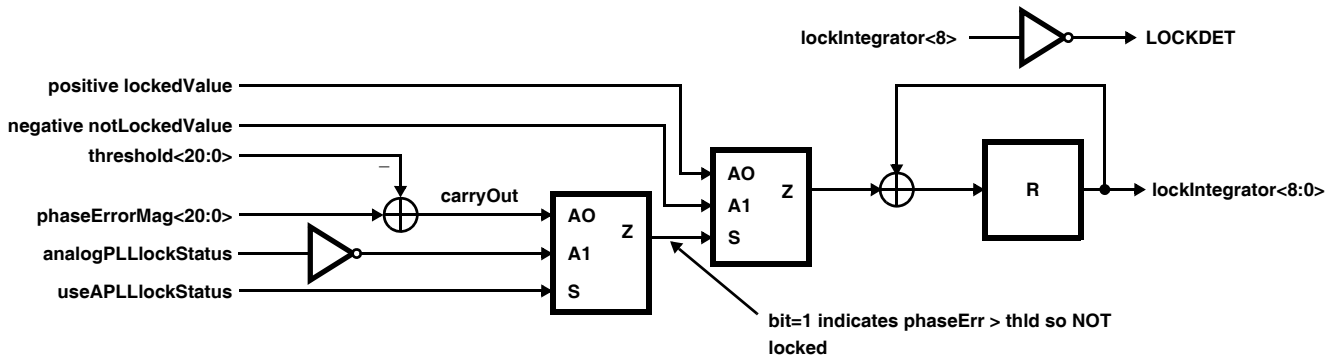 lockIntegrator<8>
LOCKDET
positive lockedValue
negative notLockedValue
threshold<20:0>
–
carryOut
phaseErrorMag<20:0>
analogPLLlockStatus
useAPLLlockStatus
AO
Z
A1
S
AO
Z
A1
S
R
lockIntegrator<8:0>
bit=1 indicates phaseErr > thld so NOT
locked